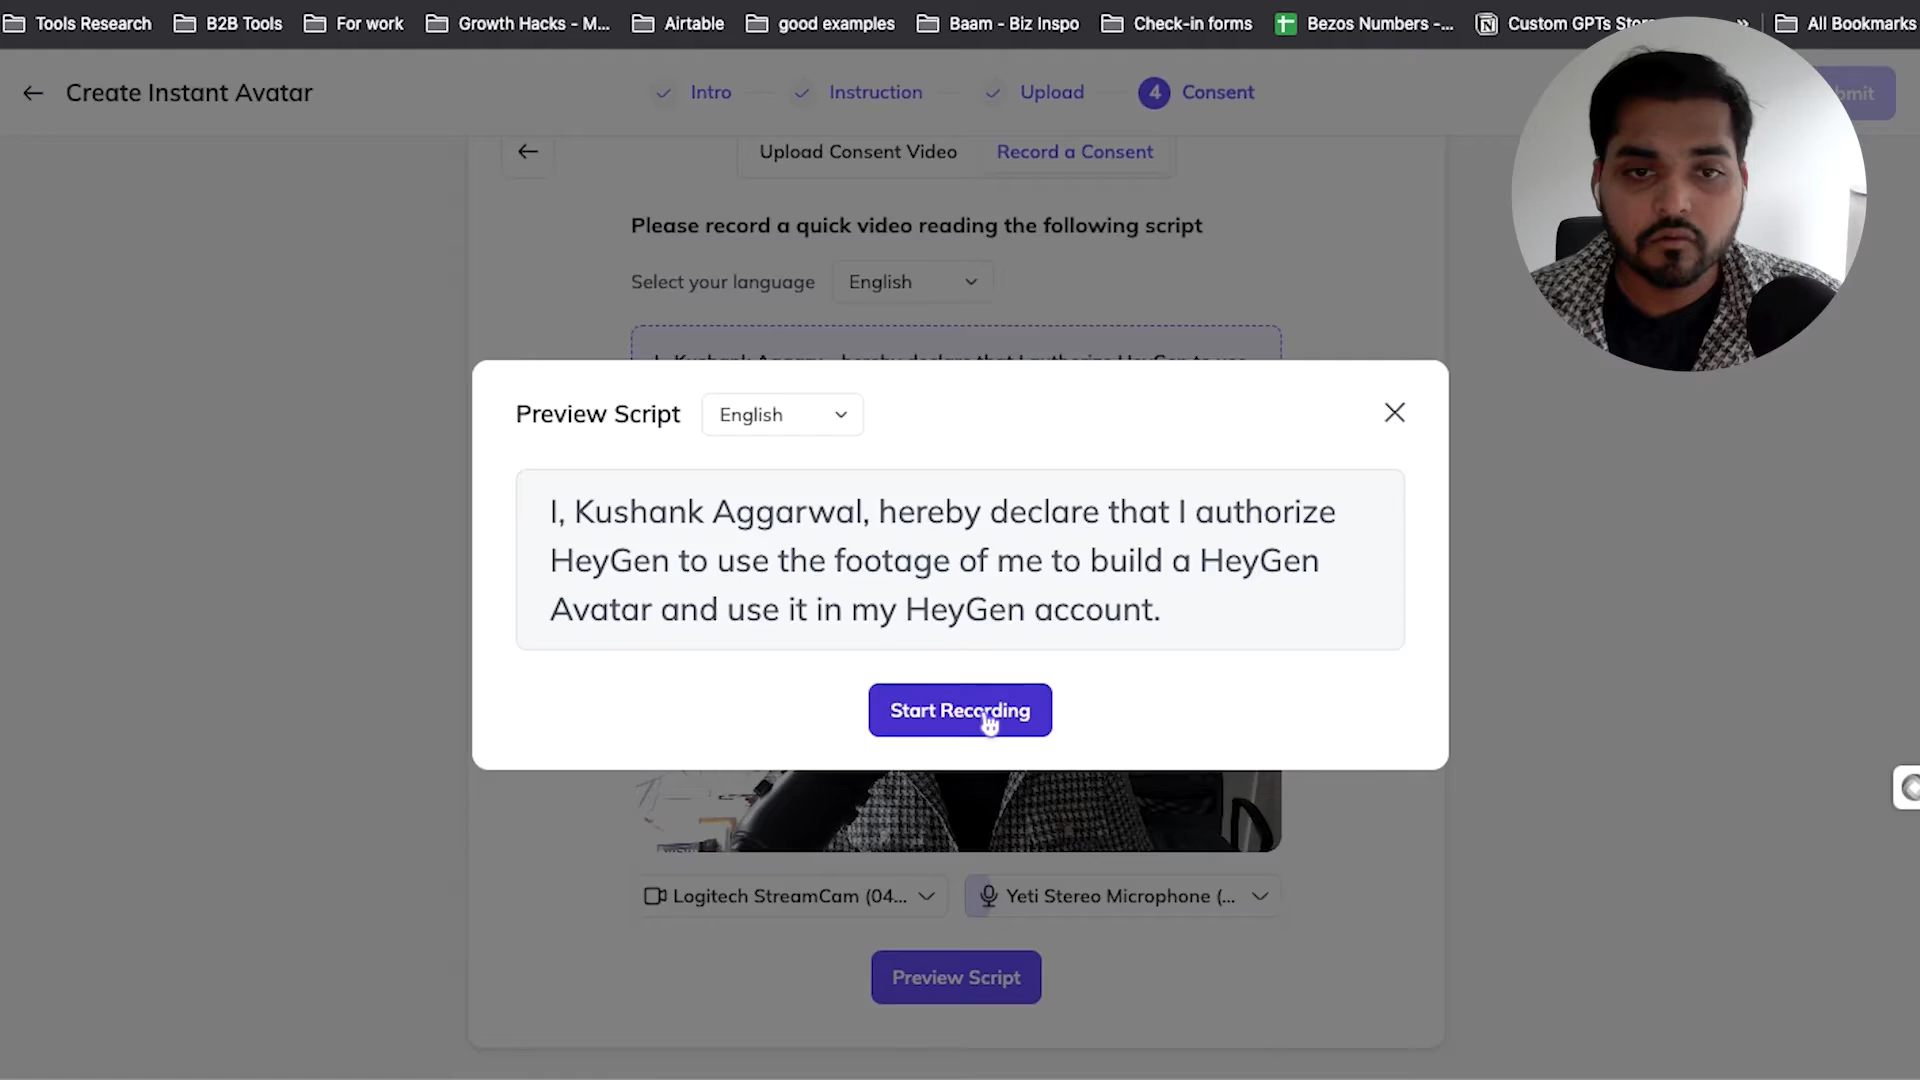 Tools Research B2B Tools For work Growth Hacks - M... Airtable good examples Baam - Biz Inspo Check-in forms Bezos Numbers -... Custom GPTs » All Bookmarks
Create Instant Avatar Intro Instruction Upload 4 Consent
Upload Consent Video Record a Consent
Please record a quick video reading the following script
Select your language English
Preview Script English
I, Kushank Aggarwal, hereby declare that I authorize
HeyGen to use the footage of me to build a HeyGen
Avatar and use it in my HeyGen account.
Start Recording
Logitech StreamCam (04... Yeti Stereo Microphone (...
Preview Script